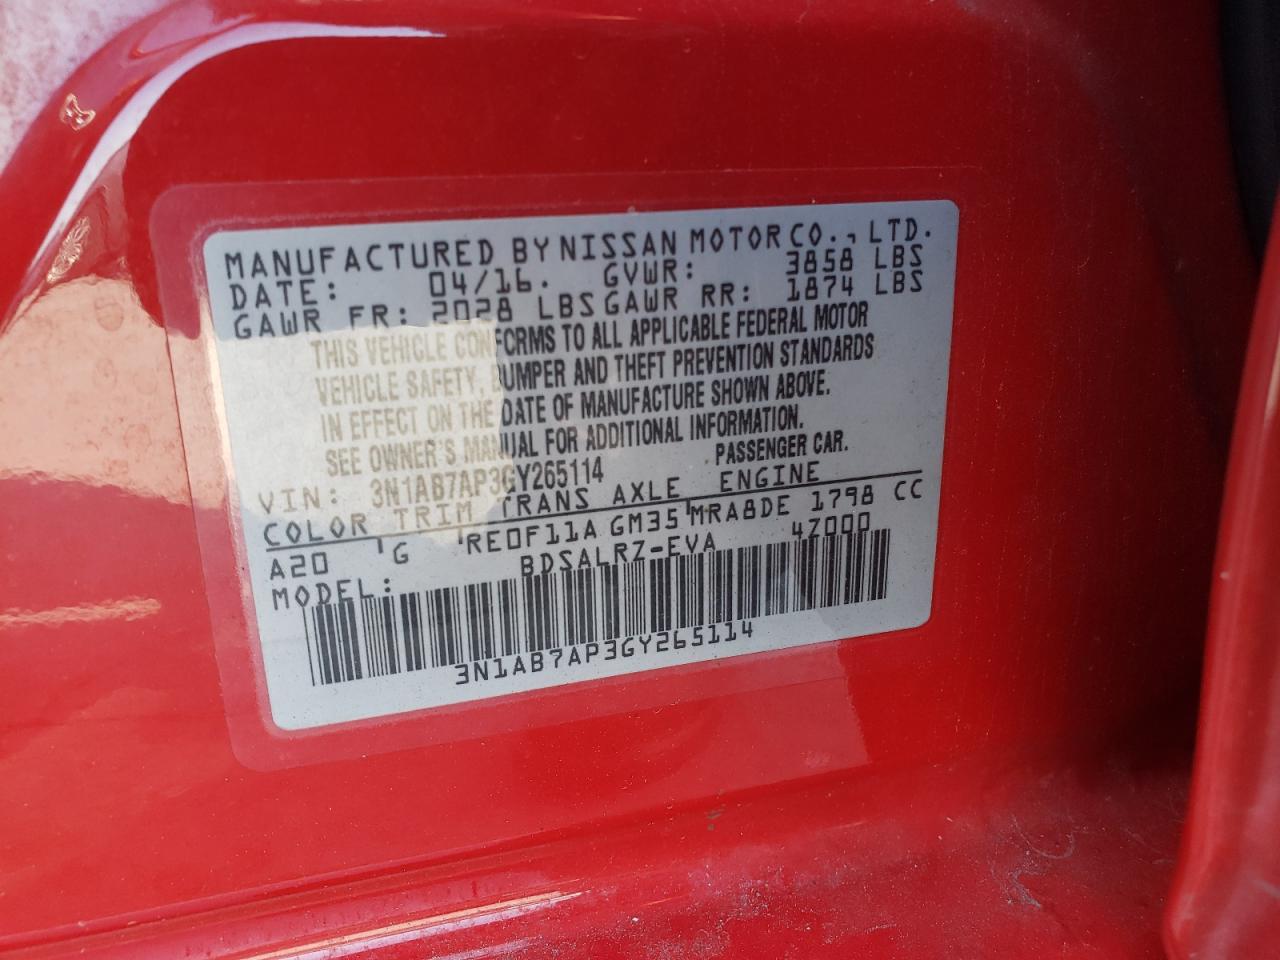 MANUFACTURED BY NISSAN MOTOR CO., LTD.
DATE: 04/16. GVWR: 3858 LBS
GAWR FR: 2028 LBS GAWR RR: 1874 LBS
THIS VEHICLE CONFORMS TO ALL APPLICABLE FEDERAL MOTOR
VEHICLE SAFETY, BUMPER AND THEFT PREVENTION STANDARDS
IN EFFECT ON THE DATE OF MANUFACTURE SHOWN ABOVE.
SEE OWNER'S MANUAL FOR ADDITIONAL INFORMATION.
VIN: 3N1AB7AP3GY265114 PASSENGER CAR.
COLOR TRIM TRANS AXLE ENGINE
A20 'G 'RE0F11A GM35'MRA8DE 1798 CC
MODEL: BDSALRZ-EVA 4Z000
3N1AB7AP3GY265114